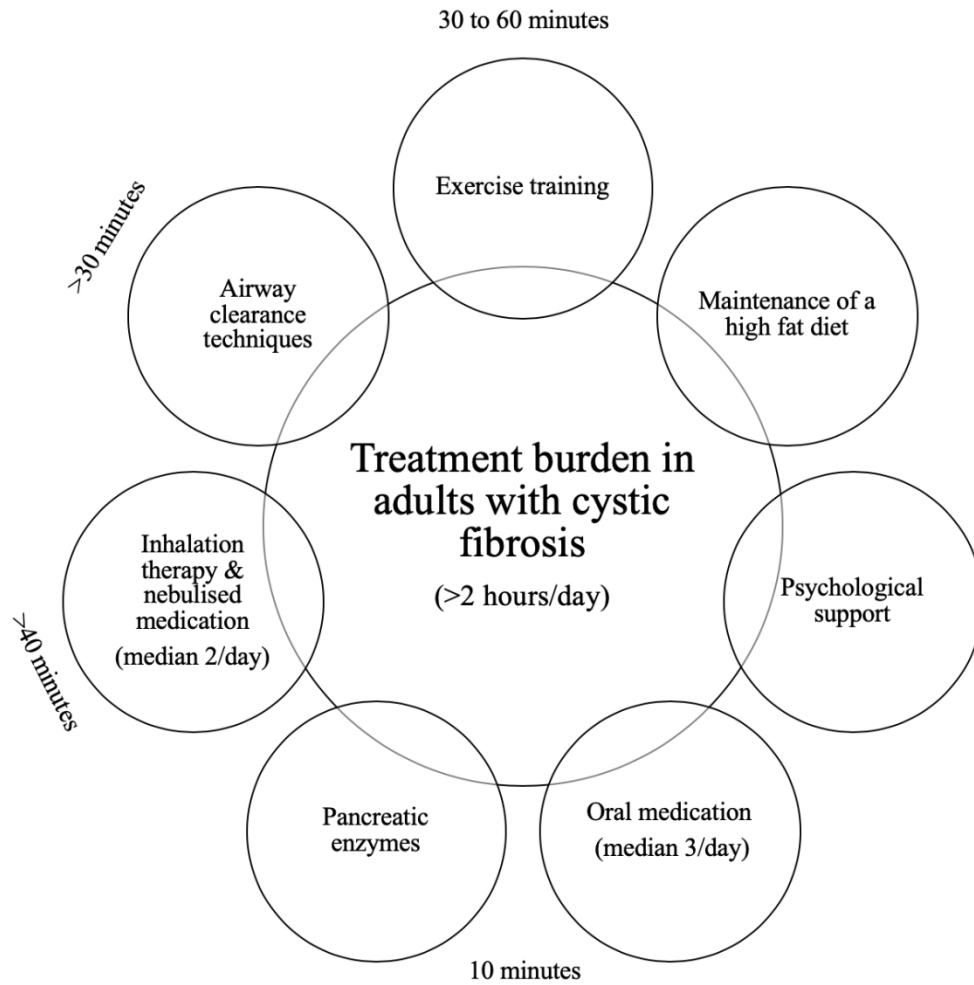 30 to 60 minutes
Exercise training
>30 minutes
Airway
clearance
techniques
Maintenance of a
high fat diet
Treatment burden in
adults with cystic
fibrosis
(>2 hours/day)
Inhalation
therapy &
nebulised
medication
(median 2/day)
>40 minutes
Psychological
support
Pancreatic
enzymes
Oral medication
(median 3/day)
10 minutes